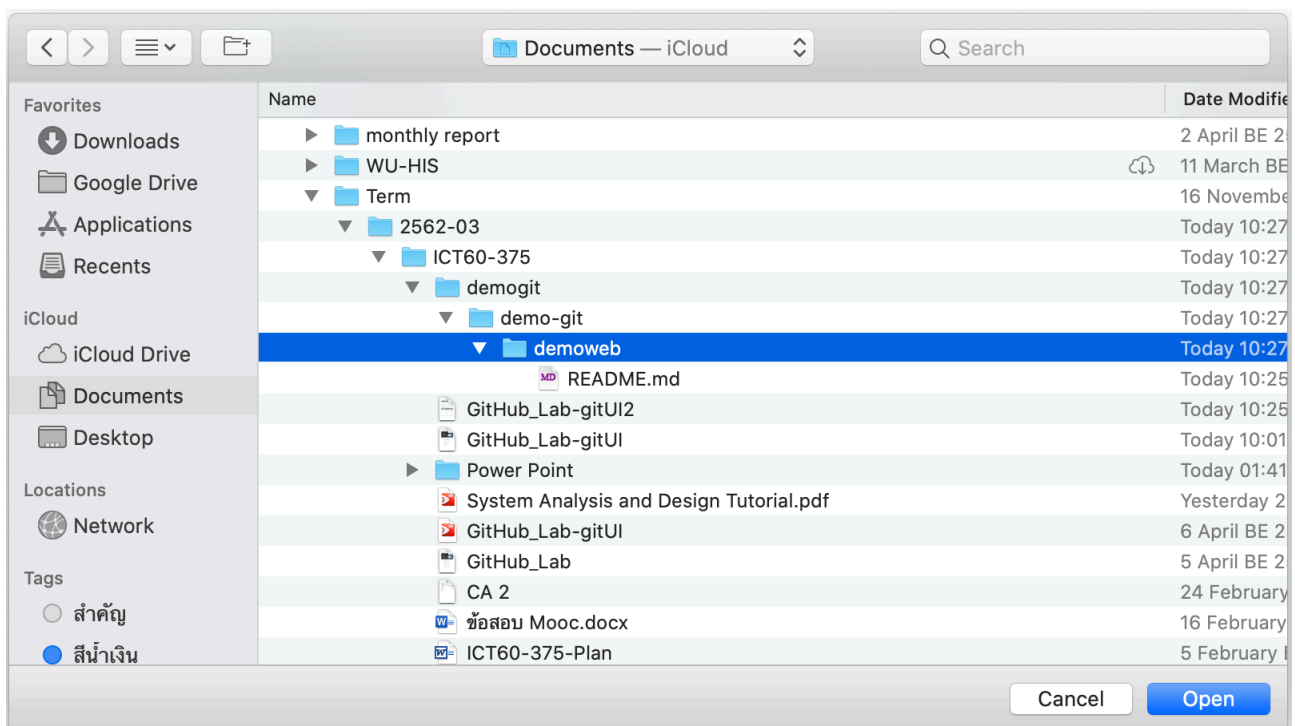 Documents — iCloud
Search
Favorites
Downloads
Google Drive
Applications
Recents
iCloud
iCloud Drive
Documents
Desktop
Locations
Network
Tags
สำคัญ
สีน้ำเงิน
Name Date Modifie
monthly report 2 April BE 2
WU-HIS 11 March BE
Term 16 Novembe
2562-03 Today 10:27
ICT60-375 Today 10:27
demogit Today 10:27
demo-git Today 10:27
demoweb Today 10:27
MD README.md Today 10:25
GitHub_Lab-gitUI2 Today 10:25
GitHub_Lab-gitUI Today 10:01
Power Point Today 01:41
System Analysis and Design Tutorial.pdf Yesterday 2
GitHub_Lab-gitUI 6 April BE 2
GitHub_Lab 5 April BE 2
CA 2 24 February
ข้อสอบ Mooc.docx 16 February
ICT60-375-Plan 5 February
Cancel Open